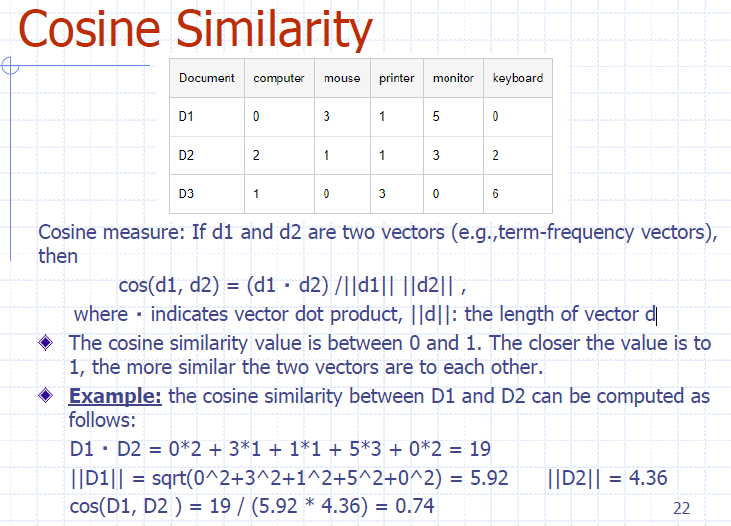 Cosine Similarity
Document computer mouse printer monitor keyboard
D1 0 3 1 5 0
D2 2 1 1 3 2
D3 1 0 3 0 6
Cosine measure: If d1 and d2 are two vectors (e.g.,term-frequency vectors),
then
cos(d1, d2) = (d1 · d2) /||d1|| ||d2|| ,
where · indicates vector dot product, ||d||: the length of vector d
The cosine similarity value is between 0 and 1. The closer the value is to
1, the more similar the two vectors are to each other.
Example: the cosine similarity between D1 and D2 can be computed as
follows:
D1 · D2 = 0*2 + 3*1 + 1*1 + 5*3 + 0*2 = 19
||D1|| = sqrt(0^2+3^2+1^2+5^2+0^2) = 5.92 ||D2|| = 4.36
cos(D1, D2 ) = 19 / (5.92 * 4.36) = 0.74
22